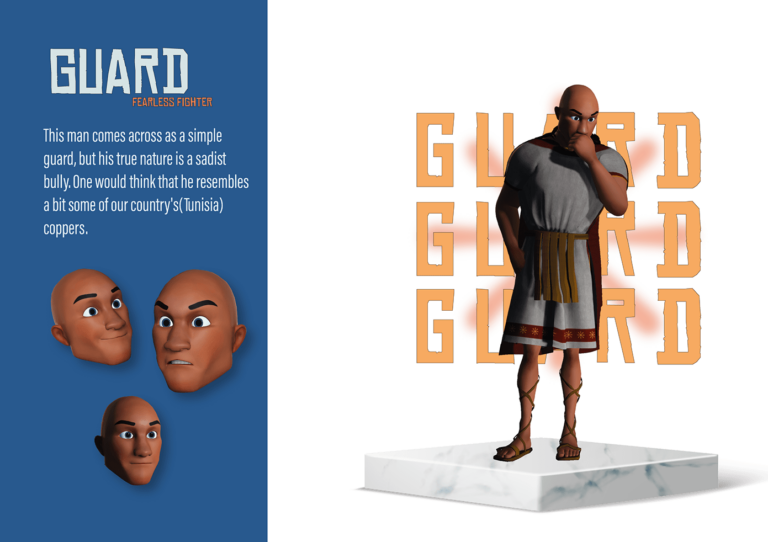 GUARD
FEARLESS FIGHTER
This man comes across as a simple
guard, but his true nature is a sadist
bully. One would think that he resembles
a bit some of our country's(Tunisia)
coppers.
GUARD
GUARD
GUARD